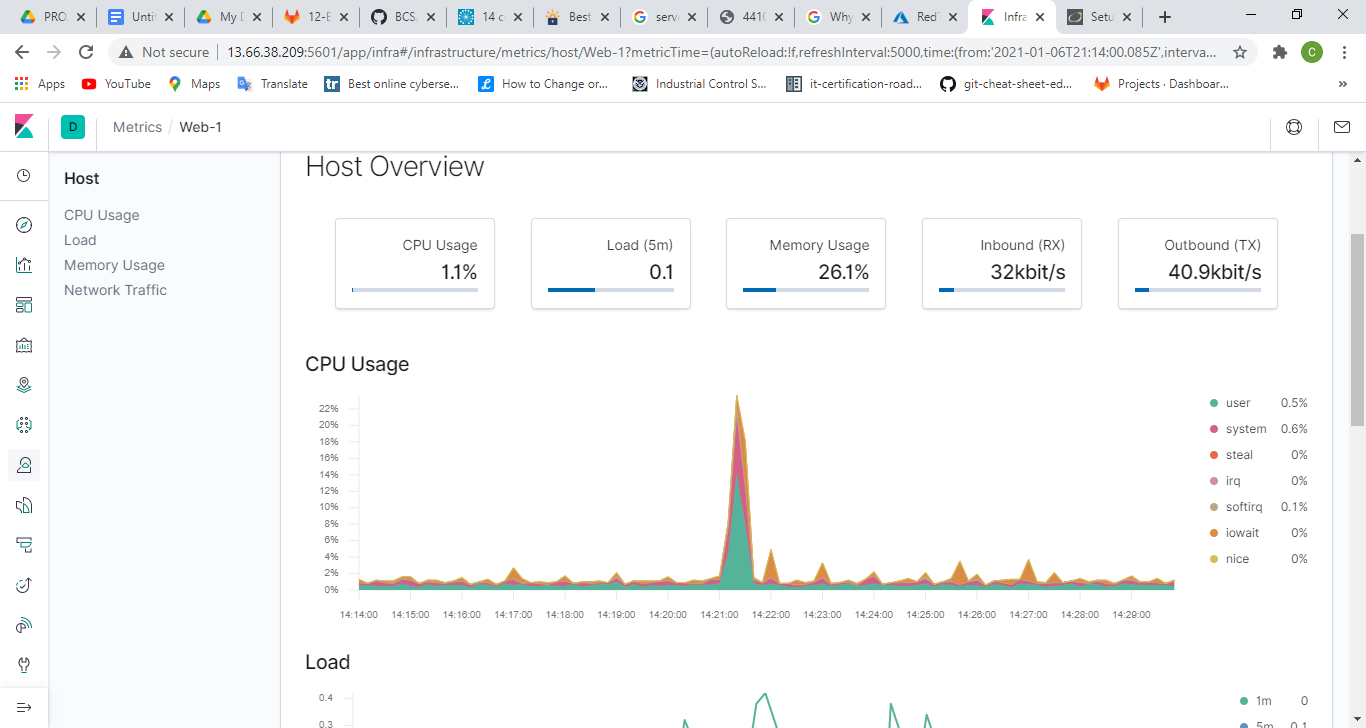 PRO
Unti
My D
12-E
BCS
14 c
Best
serv
441(
Why
RedT
Infra
Setu
Not secure 13.66.38.209:5601/app/infra#/infrastructure/metrics/host/Web-1?metricTime=(autoReload:!f,refreshInterval:5000,time:(from:'2021-01-06T21:14:00.085Z',interva...
C
Apps YouTube Maps Translate Best online cyberse... How to Change or... Industrial Control S... it-certification-road... git-cheat-sheet-ed... Projects · Dashboar... »
D Metrics / Web-1
Host
CPU Usage
Load
Memory Usage
Network Traffic
Host Overview
CPU Usage
1.1%
Load (5m)
0.1
Memory Usage
26.1%
Inbound (RX)
32kbit/s
Outbound (TX)
40.9kbit/s
CPU Usage
22%
20%
18%
16%
14%
12%
10%
8%
6%
4%
2%
0%
14:14:00 14:15:00 14:16:00 14:17:00 14:18:00 14:19:00 14:20:00 14:21:00 14:22:00 14:23:00 14:24:00 14:25:00 14:26:00 14:27:00 14:28:00 14:29:00
user 0.5%
system 0.6%
steal 0%
irq 0%
softirq 0.1%
iowait 0%
nice 0%
Load
0.4
0.3
1m 0
5m 0.1